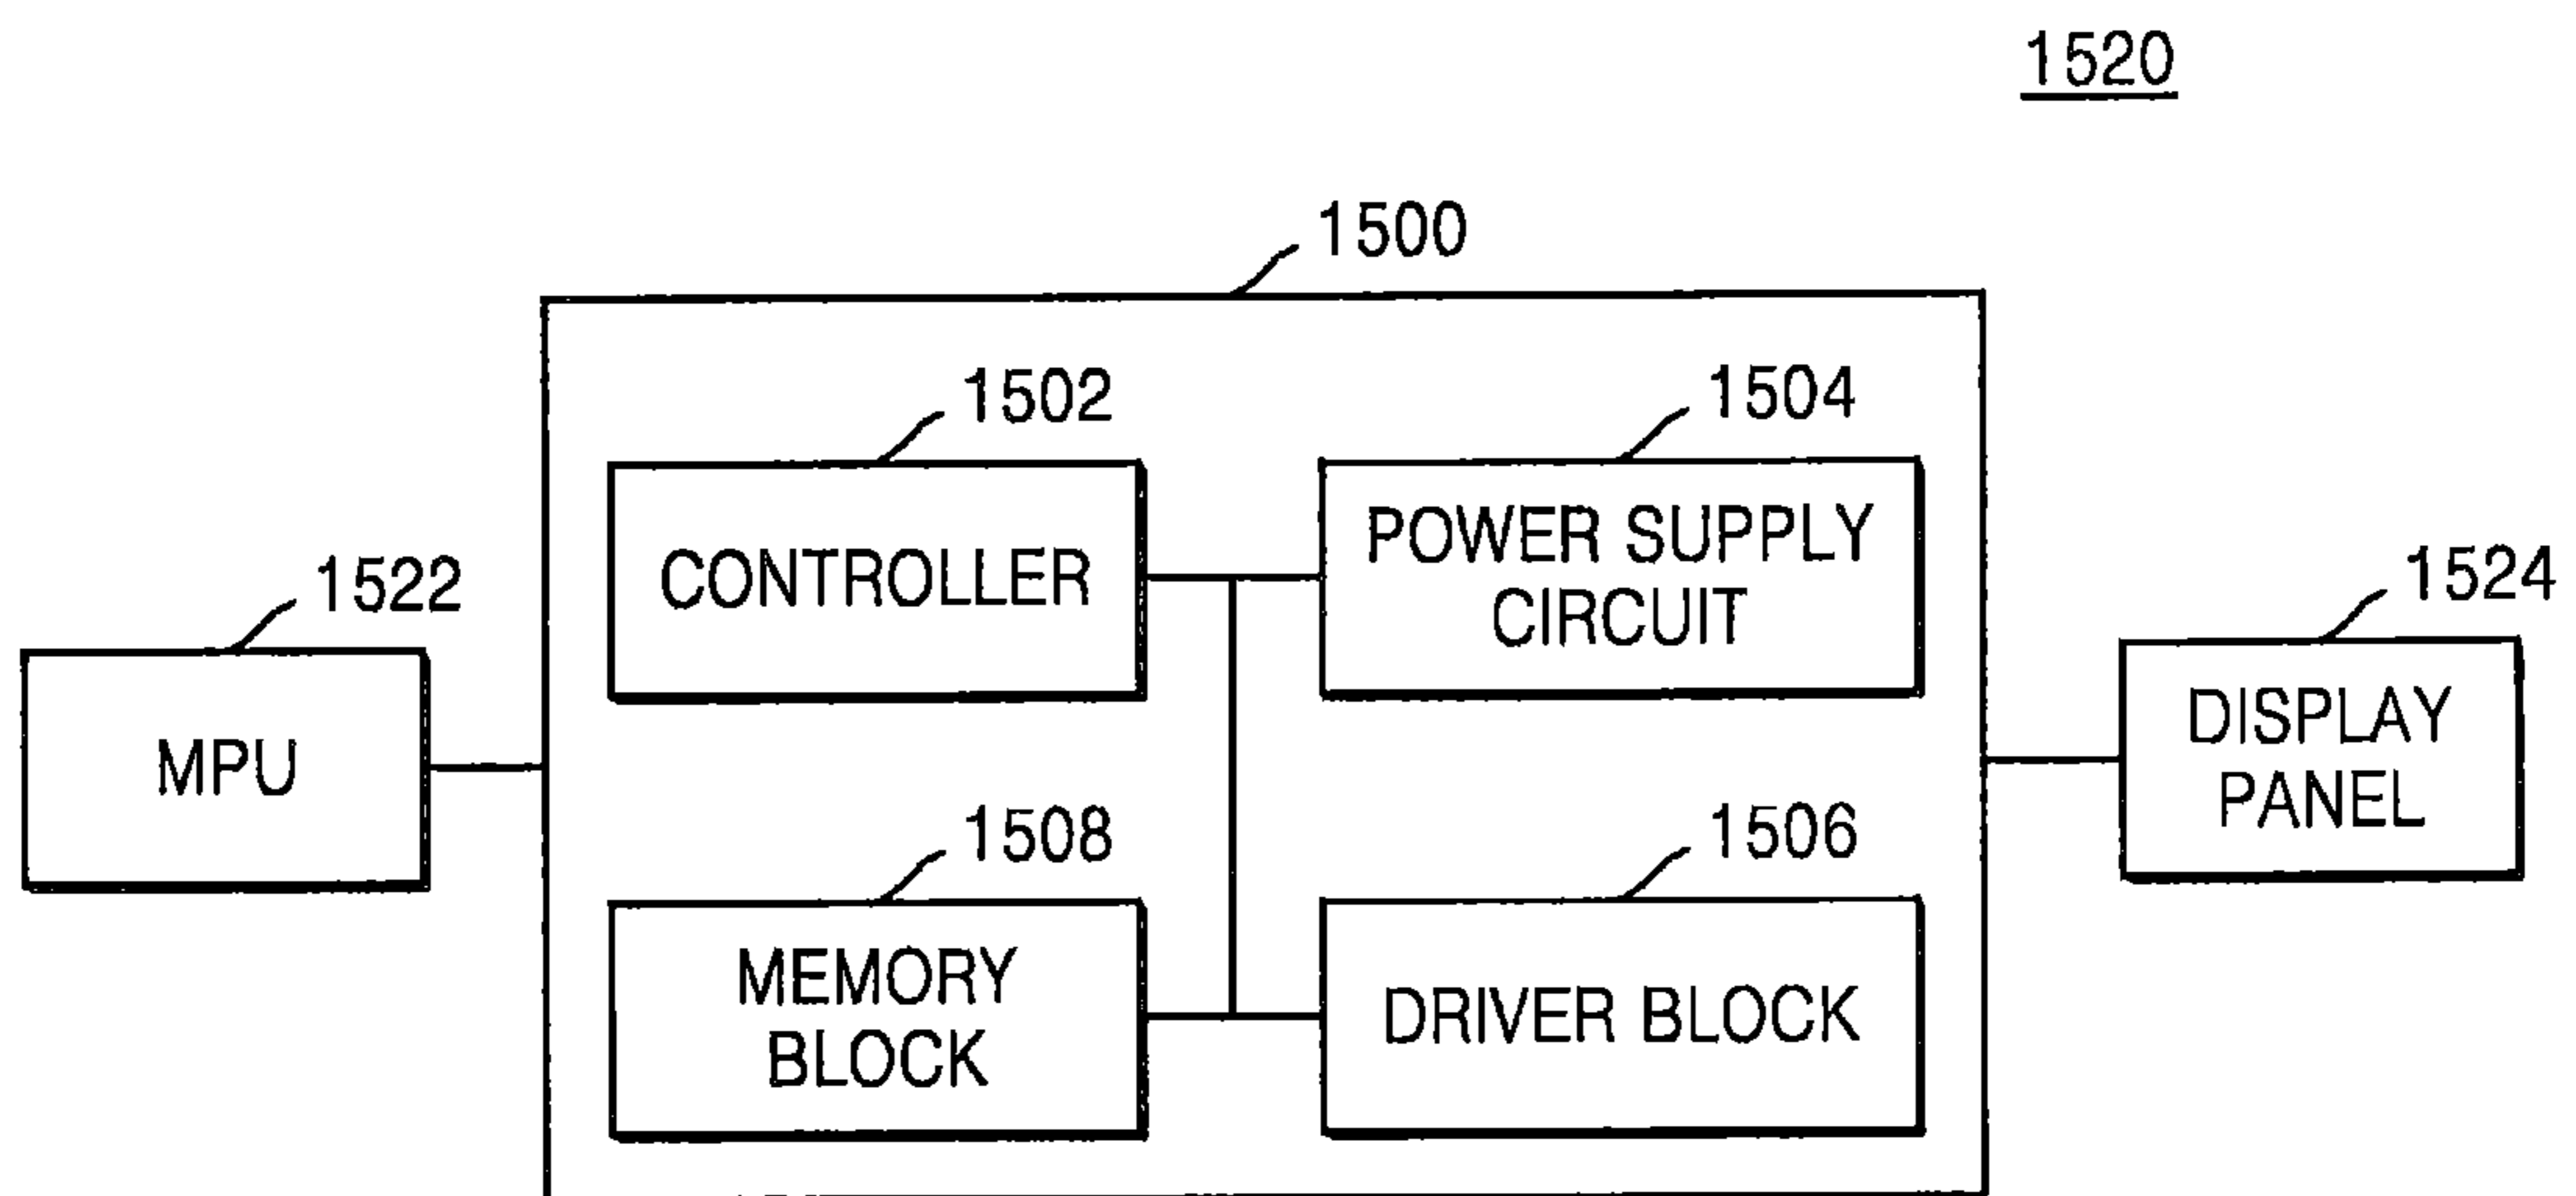 1520
1500
1502
1504
CONTROLLER
POWER SUPPLY
CIRCUIT
1522
MPU
1524
DISPLAY
PANEL
1508
1506
MEMORY
BLOCK
DRIVER BLOCK